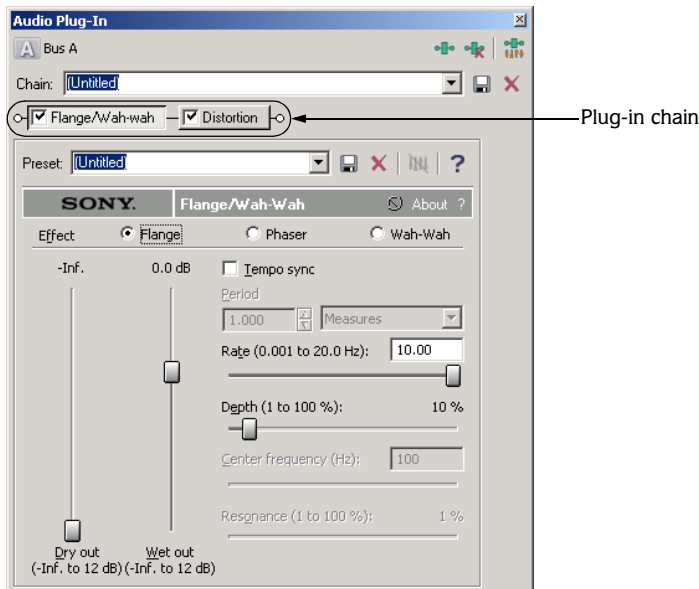 Audio Plug-In
A Bus A
Chain: (Untitled)
Flange/Wah-wah Distortion
Plug-in chain
Preset: (Untitled) ?
SONY. Flange/Wah-Wah About ?
Effect Flange Phaser Wah-Wah
-Inf. 0.0 dB Tempo sync
Period
1.000 Measures
Rate (0.001 to 20.0 Hz): 10.00
Depth (1 to 100 %): 10 %
Center frequency (Hz): 100
Resonance (1 to 100 %): 1 %
Dry out Wet out
(-Inf. to 12 dB) (-Inf. to 12 dB)